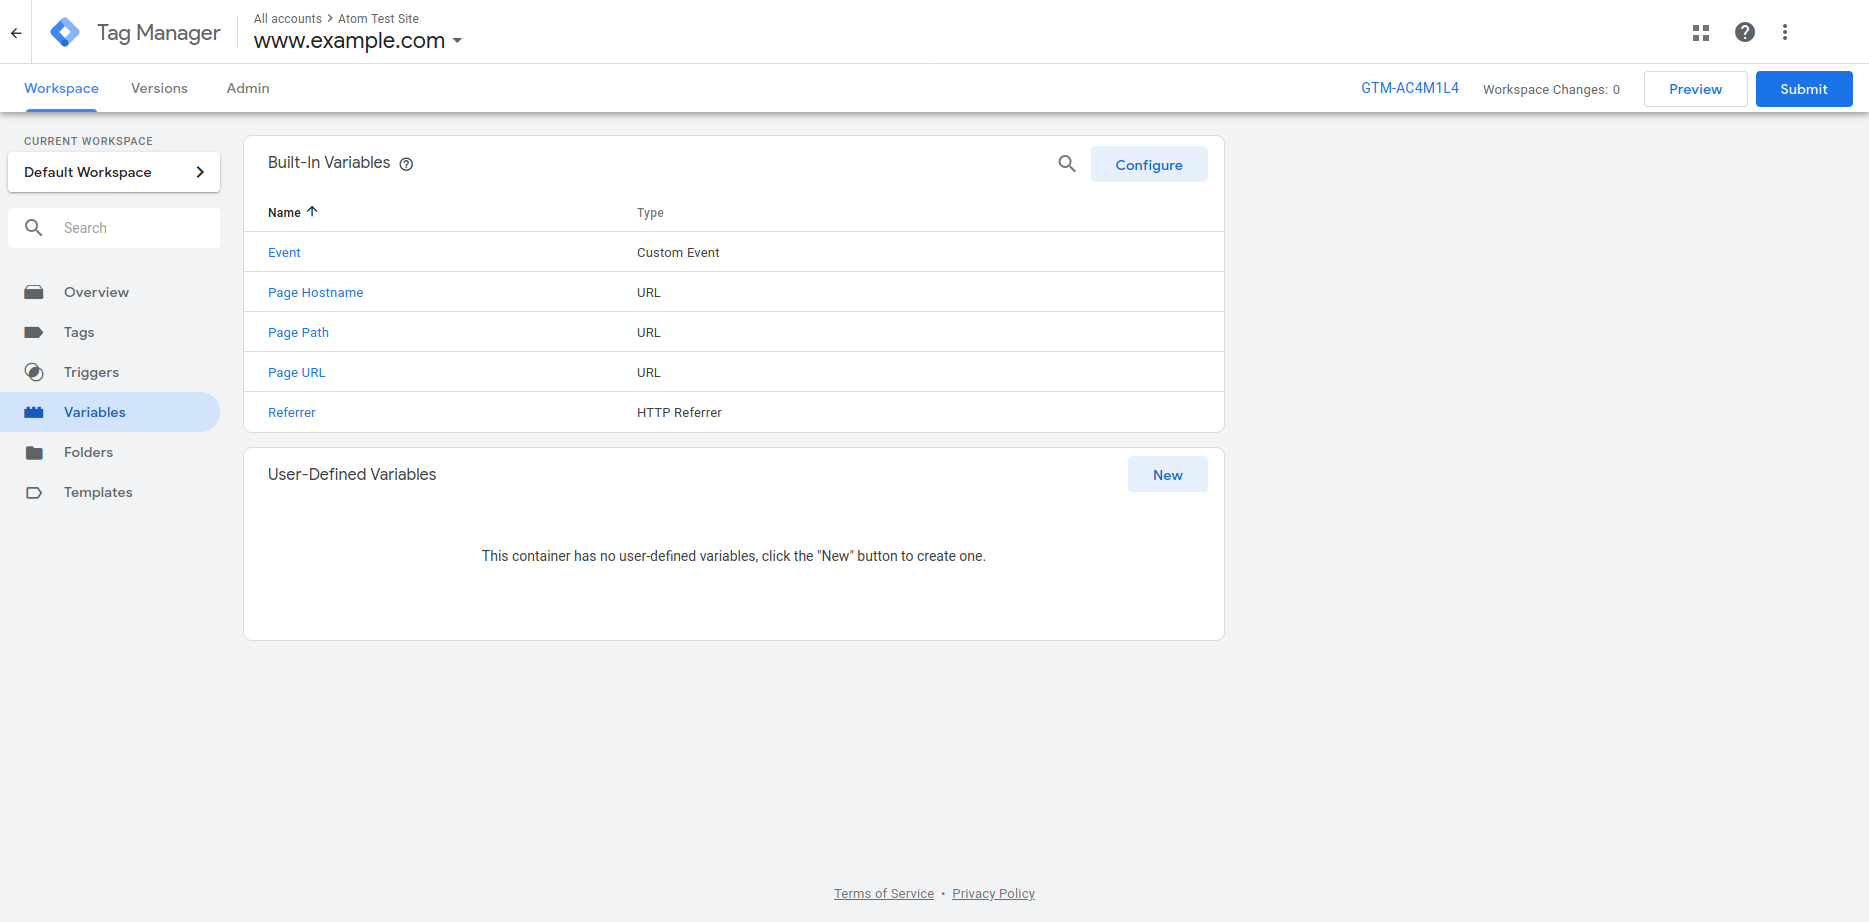 Tag Manager
All accounts > Atom Test Site
www.example.com
Workspace Versions Admin
GTM-AC4M1L4 Workspace Changes: 0 Preview Submit
CURRENT WORKSPACE
Default Workspace
Search
Overview
Tags
Triggers
Variables
Folders
Templates
Built-In Variables
Configure
Name Type
Event Custom Event
Page Hostname URL
Page Path URL
Page URL URL
Referrer HTTP Referrer
User-Defined Variables
New
This container has no user-defined variables, click the "New" button to create one.
Terms of Service • Privacy Policy